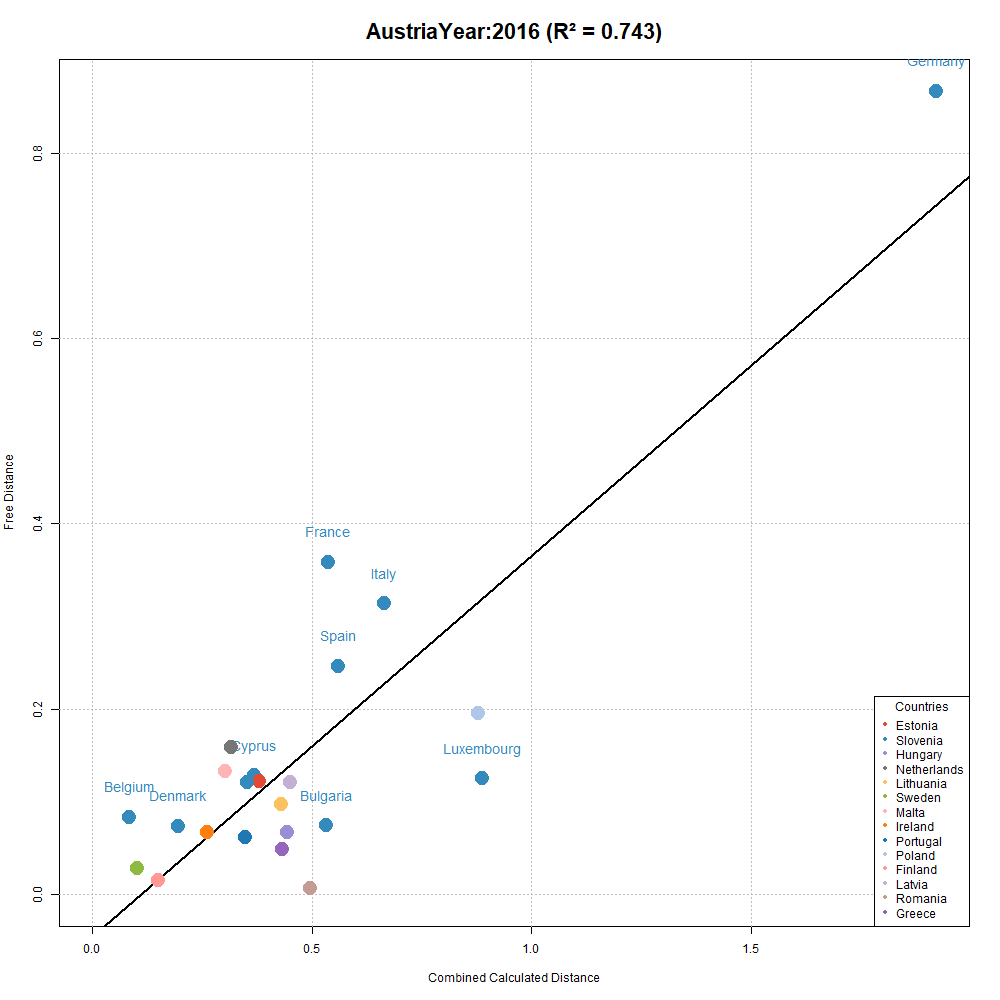 AustriaYear:2016 (R² = 0.743)
Germany
0.8
0.6
Free Distance
0.4
France
Italy
Spain
0.2
Cyprus
Luxembourg
Belgium
Denmark
Bulgaria
0.0
Countries
Estonia
Slovenia
Hungary
Netherlands
Lithuania
Sweden
Malta
Ireland
Portugal
Poland
Finland
Latvia
Romania
Greece
0.0 0.5 1.0 1.5
Combined Calculated Distance